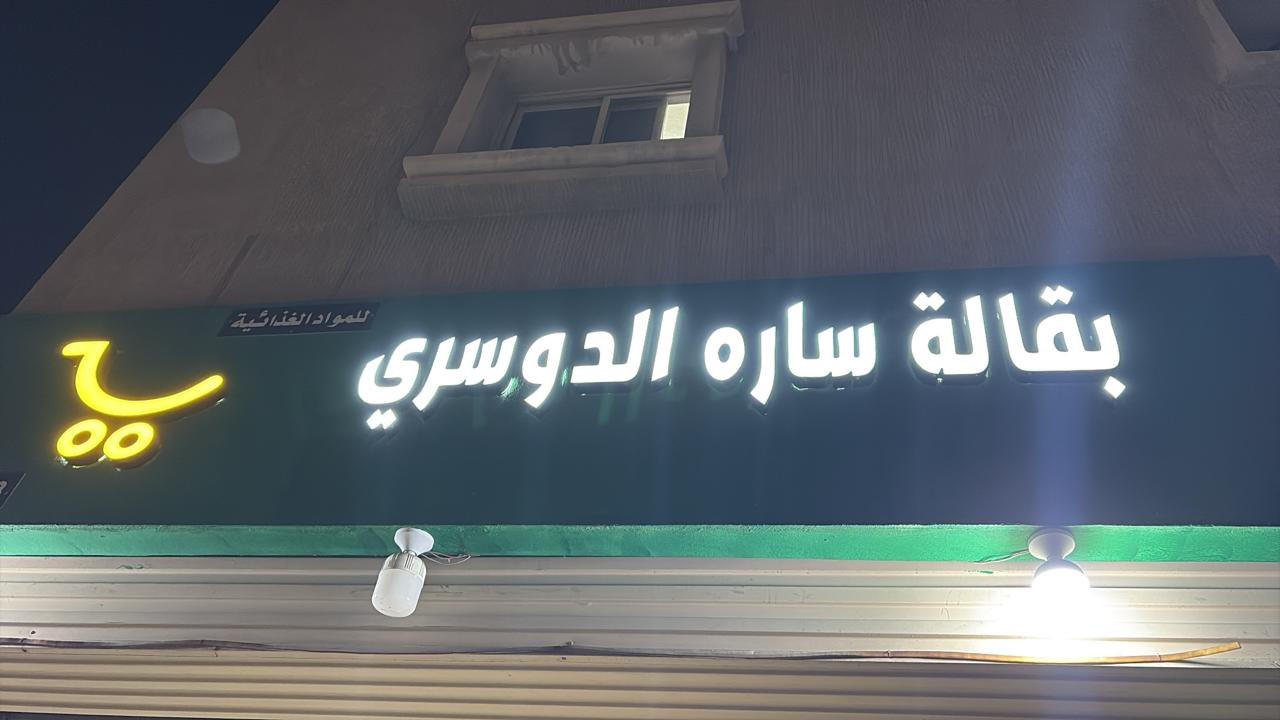 بقالة ساره الدوسري
للمواد الغذائية